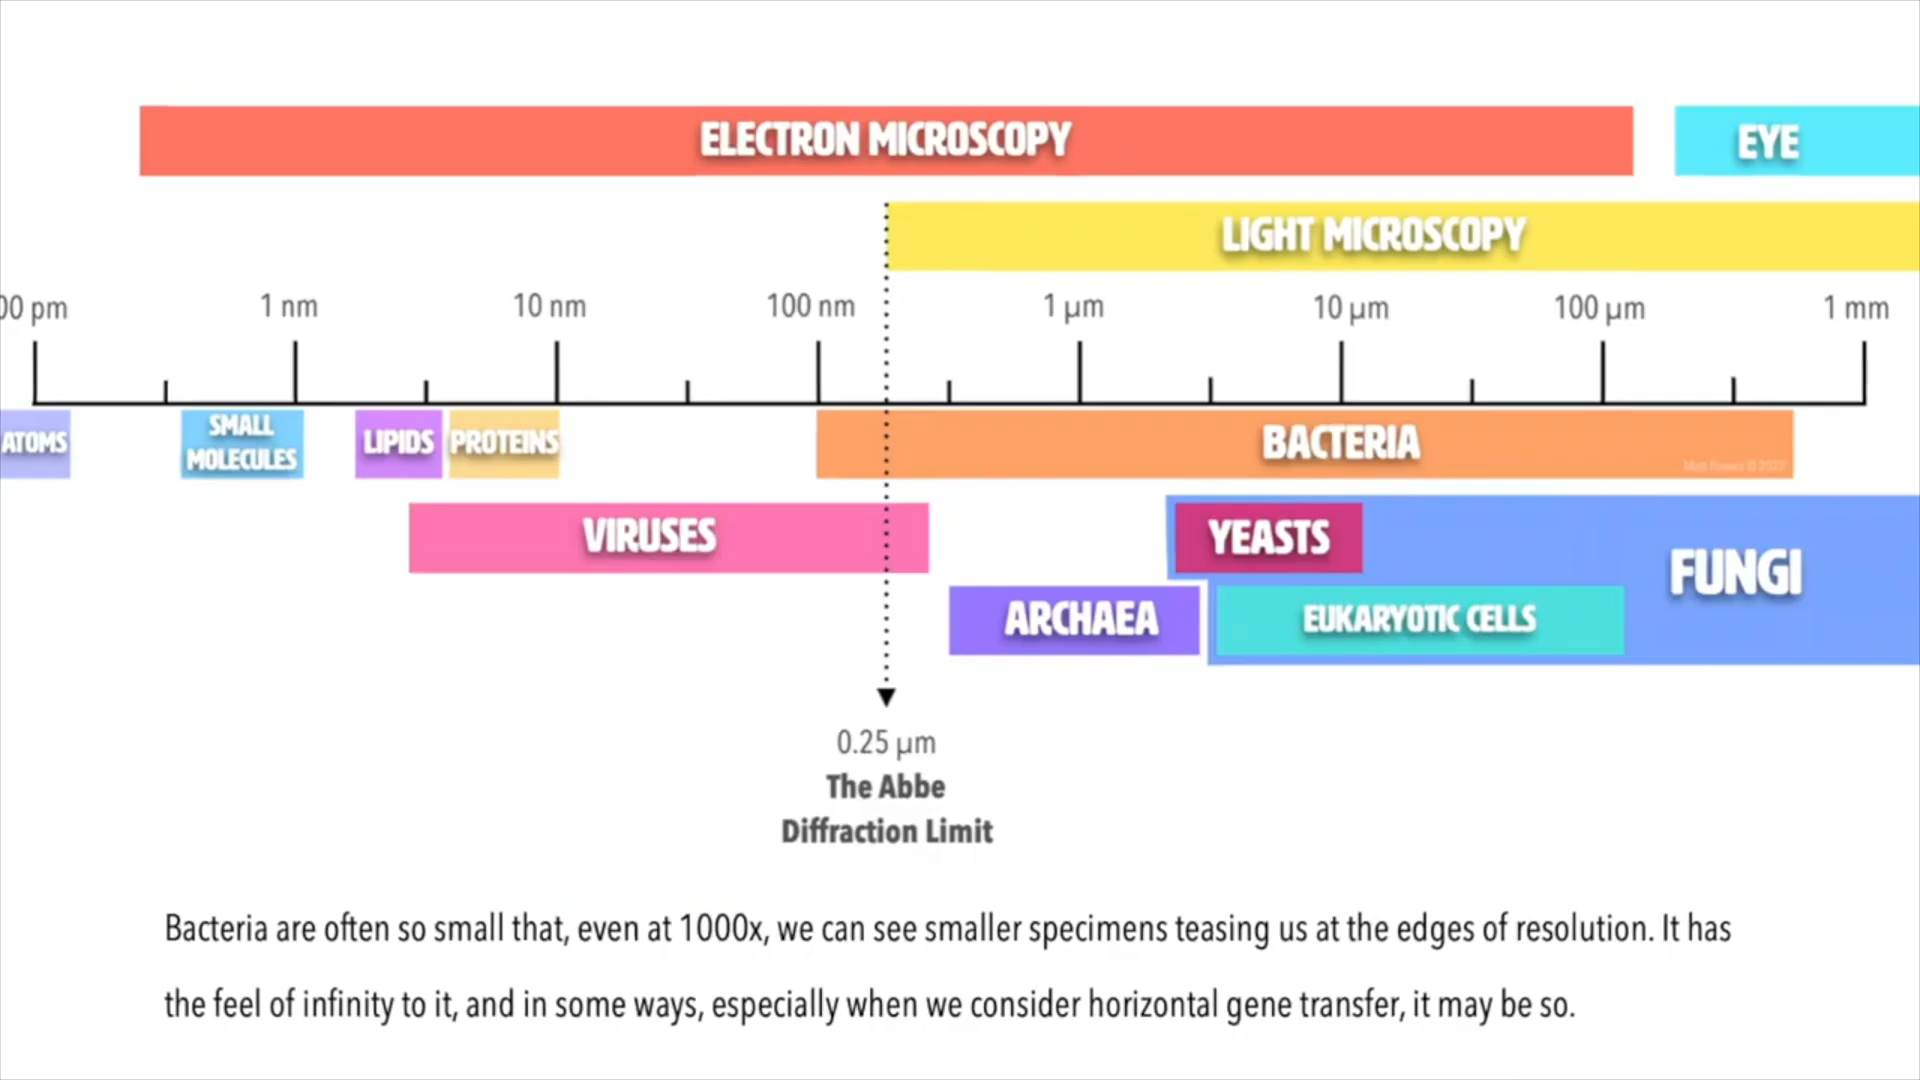 ELECTRON MICROSCOPY
EYE
LIGHT MICROSCOPY
00 pm
1 nm
10 nm
100 nm
1 µm
10 µm
100 µm
1 mm
ATOMS
SMALL
MOLECULES
LIPIDS
PROTEINS
BACTERIA
VIRUSES
YEASTS
FUNGI
ARCHAEA
EUKARYOTIC CELLS
0.25 µm
The Abbe
Diffraction Limit
Bacteria are often so small that, even at 1000x, we can see smaller specimens teasing us at the edges of resolution. It has
the feel of infinity to it, and in some ways, especially when we consider horizontal gene transfer, it may be so.